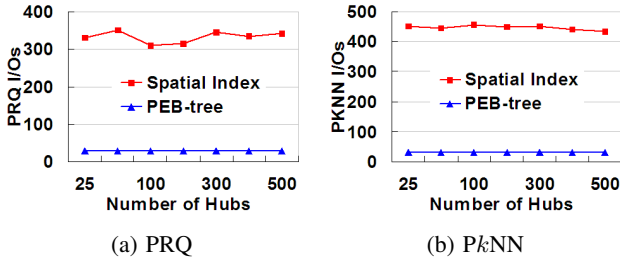 400
300
200
100
0
PRQ I/Os
Spatial Index
PEB-tree
25 100 300 500
Number of Hubs
(a) PRQ
500
400
300
200
100
0
PKNN I/Os
Spatial Index
PEB-tree
25 100 300 500
Number of Hubs
(b) PkNN